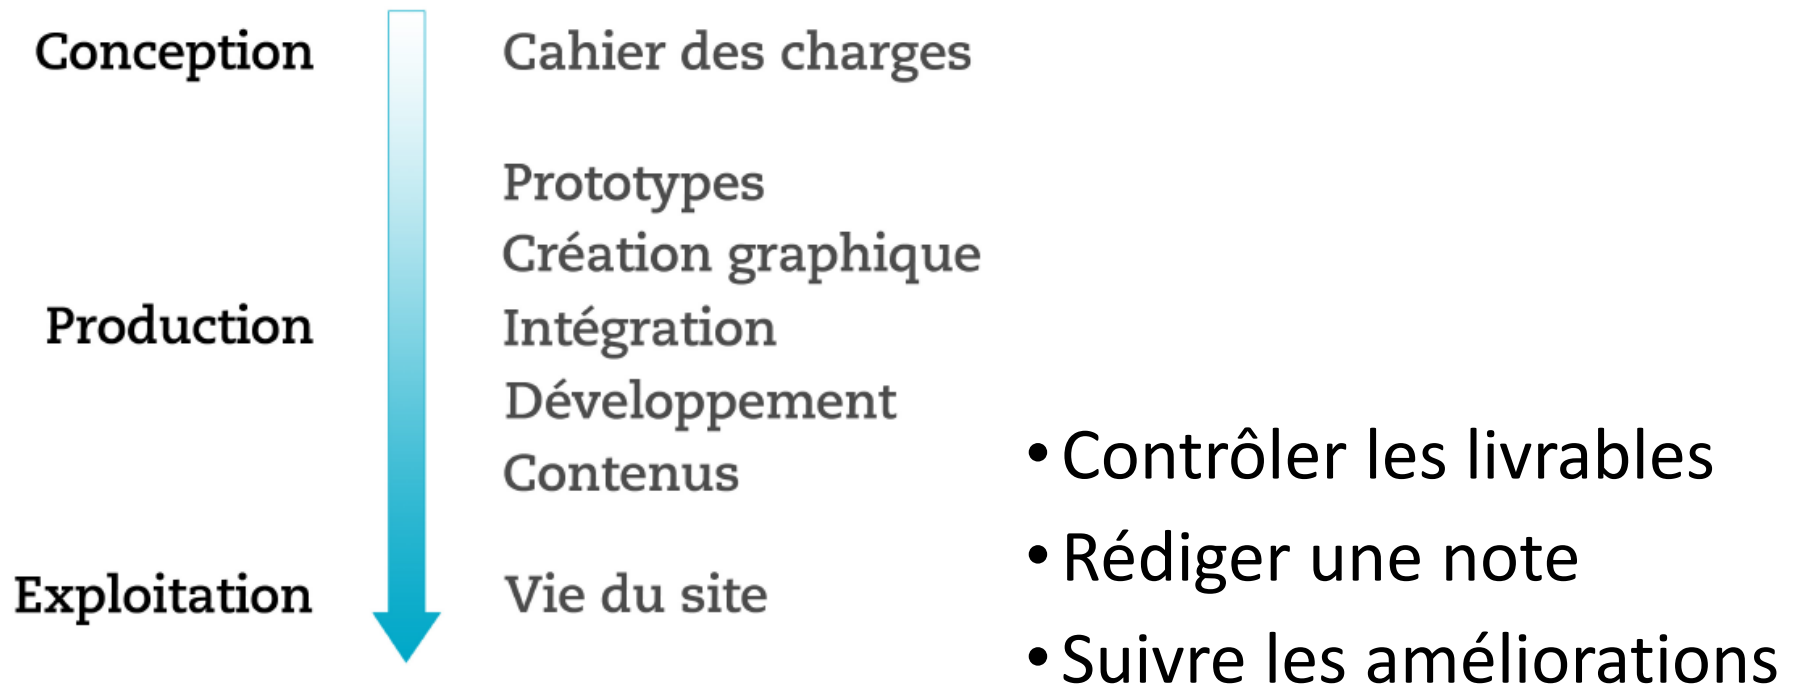 Conception
Cahier des charges
Prototypes
Création graphique
Production
Intégration
Développement
Contenus
Exploitation
Vie du site
• Contrôler les livrables
• Rédiger une note
• Suivre les améliorations